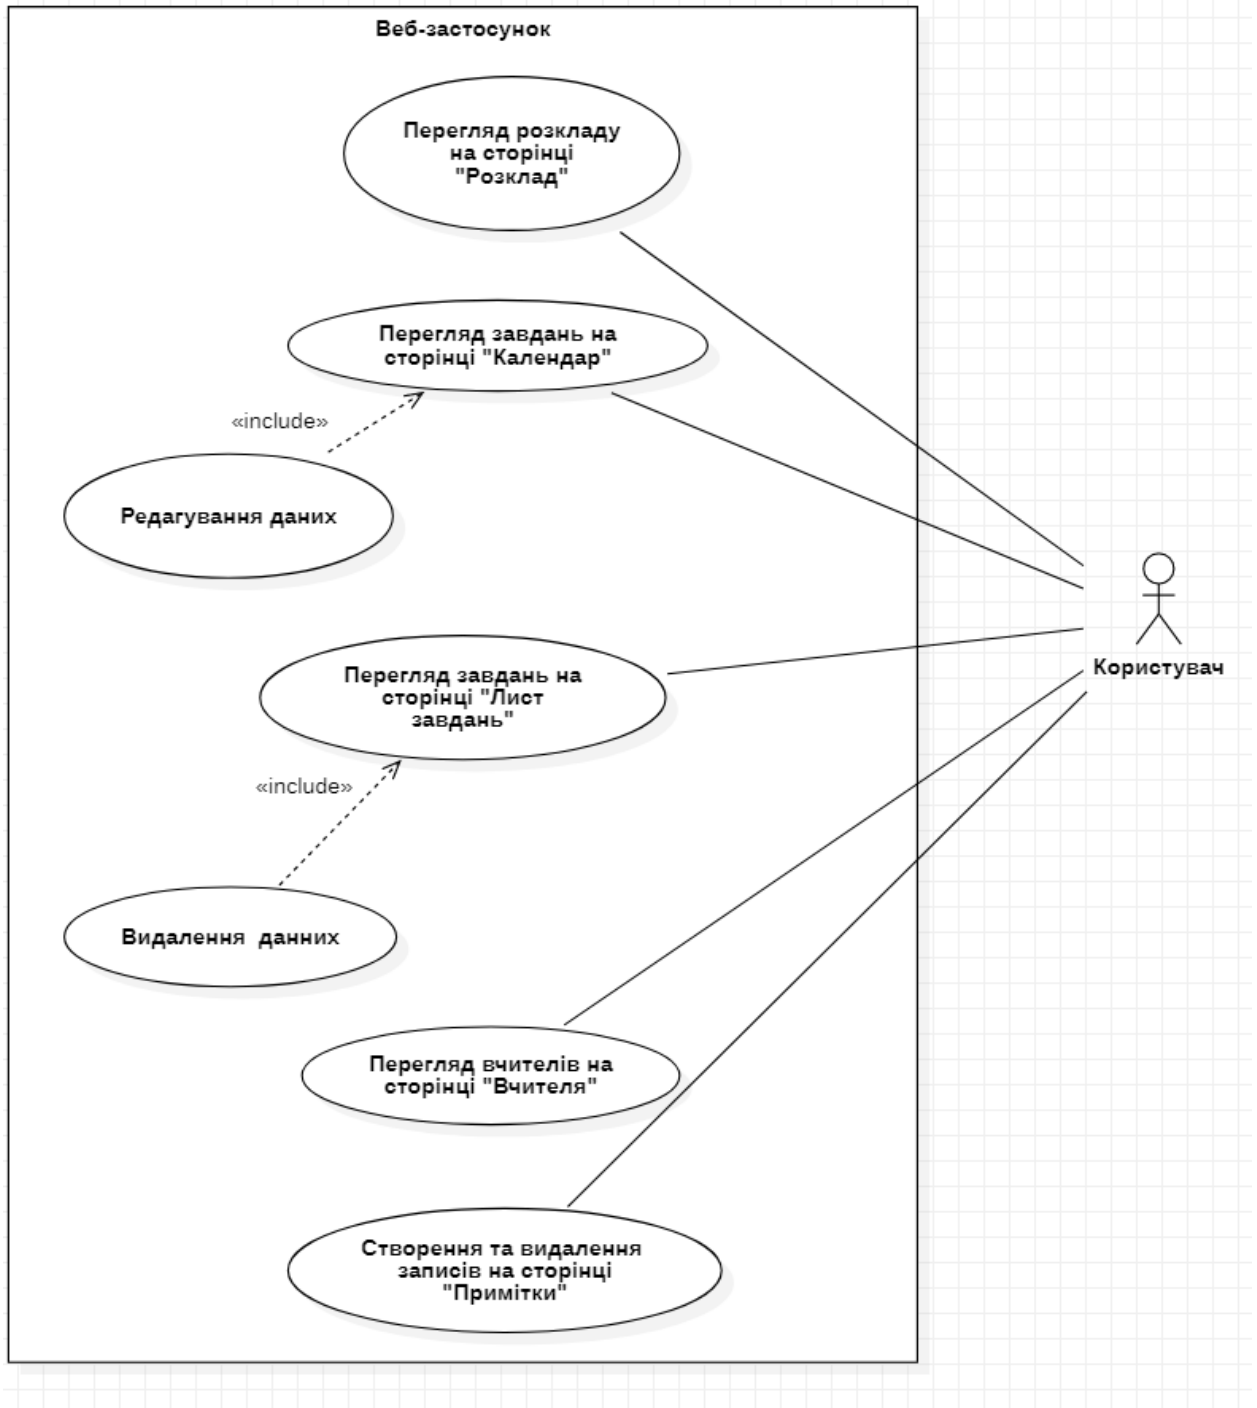 Веб-застосунок
Перегляд розкладу
на сторінці
"Розклад"
Перегляд завдань на
сторінці "Календар"
«include»
Редагування даних
Перегляд завдань на
сторінці "Лист
завдань"
Користувач
«include»
Видалення данних
Перегляд вчителів на
сторінці "Вчителя"
Створення та видалення
записів на сторінці
"Примітки"